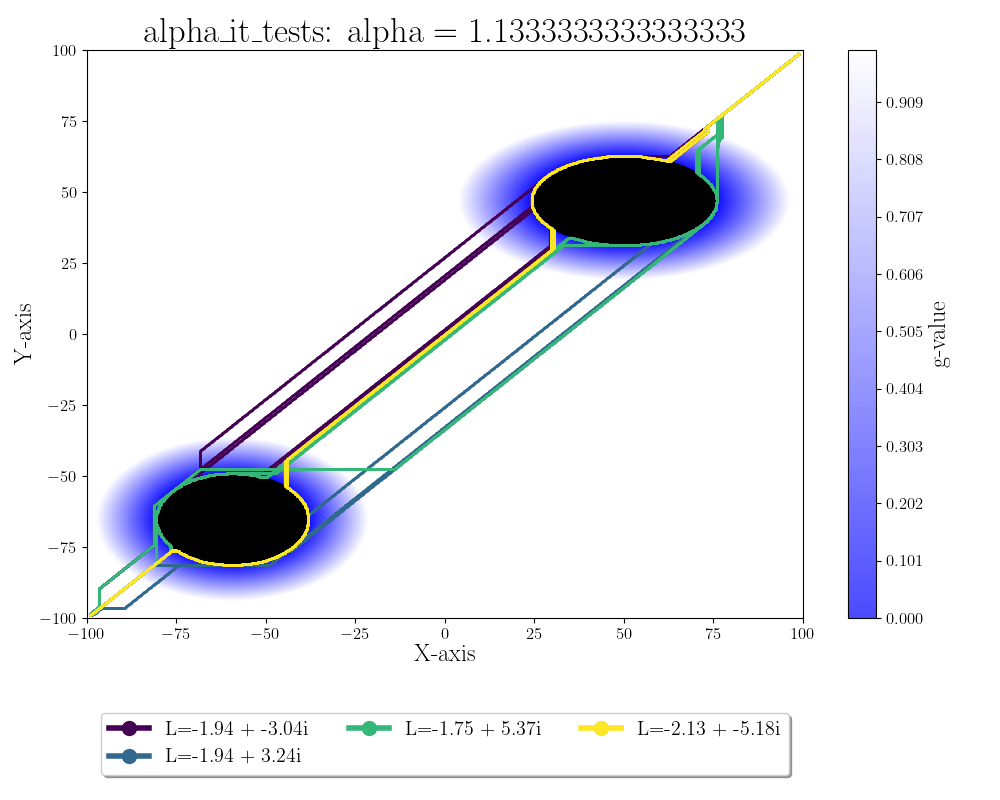 alpha_it_tests: alpha = 1.1333333333333333
100
75
50
25
0
−25
−50
−75
−100
Y-axis
−100 −75 −50 −25 0 25 50 75 100
X-axis
0.909
0.808
0.707
0.606
0.505
0.404
0.303
0.202
0.101
0.000
g-value
L=-1.94 + -3.04i L=-1.75 + 5.37i L=-2.13 + -5.18i
L=-1.94 + 3.24i